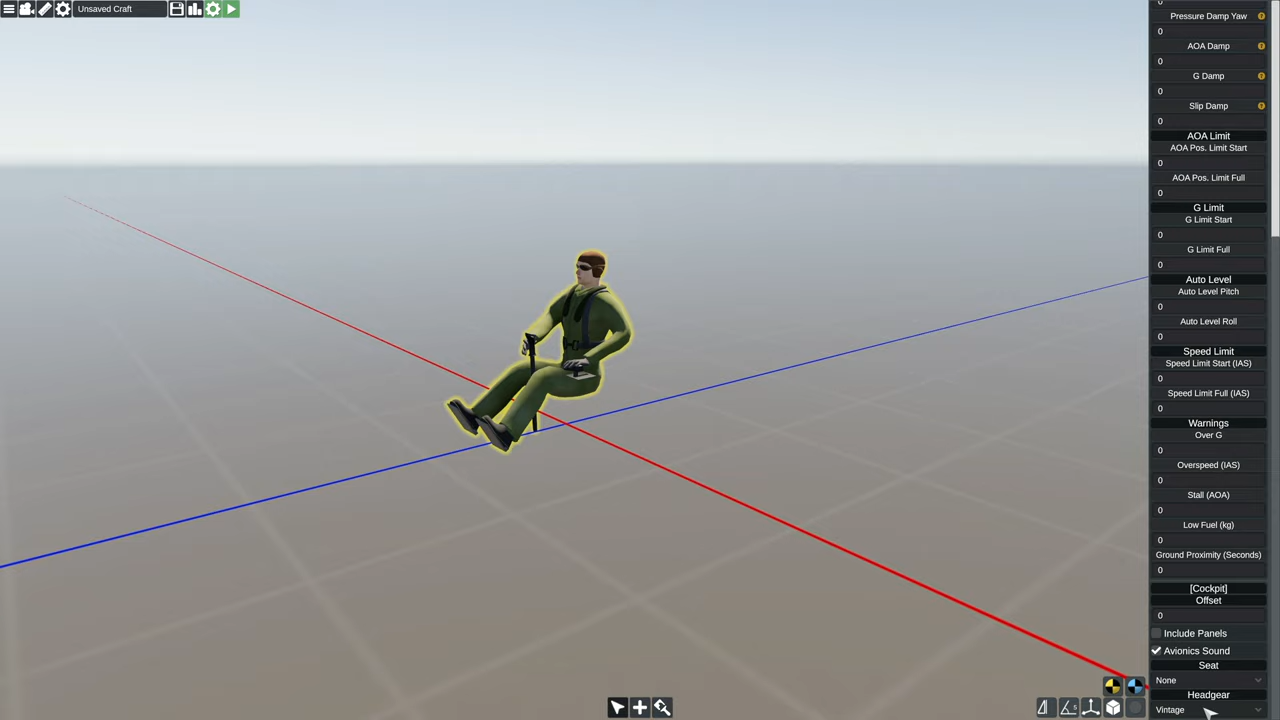 Unsaved Craft
Pressure Damp Yaw
0
AOA Damp
0
G Damp
0
Slip Damp
0
AOA Limit
AOA Pos. Limit Start
0
AOA Pos. Limit Full
0
G Limit
G Limit Start
0
G Limit Full
0
Auto Level
Auto Level Pitch
0
Auto Level Roll
0
Speed Limit
Speed Limit Start (IAS)
0
Speed Limit Full (IAS)
0
Warnings
Over G
0
Overspeed (IAS)
0
Stall (AOA)
0
Low Fuel (kg)
0
Ground Proximity (Seconds)
0
[Cockpit]
Offset
0
Include Panels
Avionics Sound
Seat
None
Headgear
Vintage